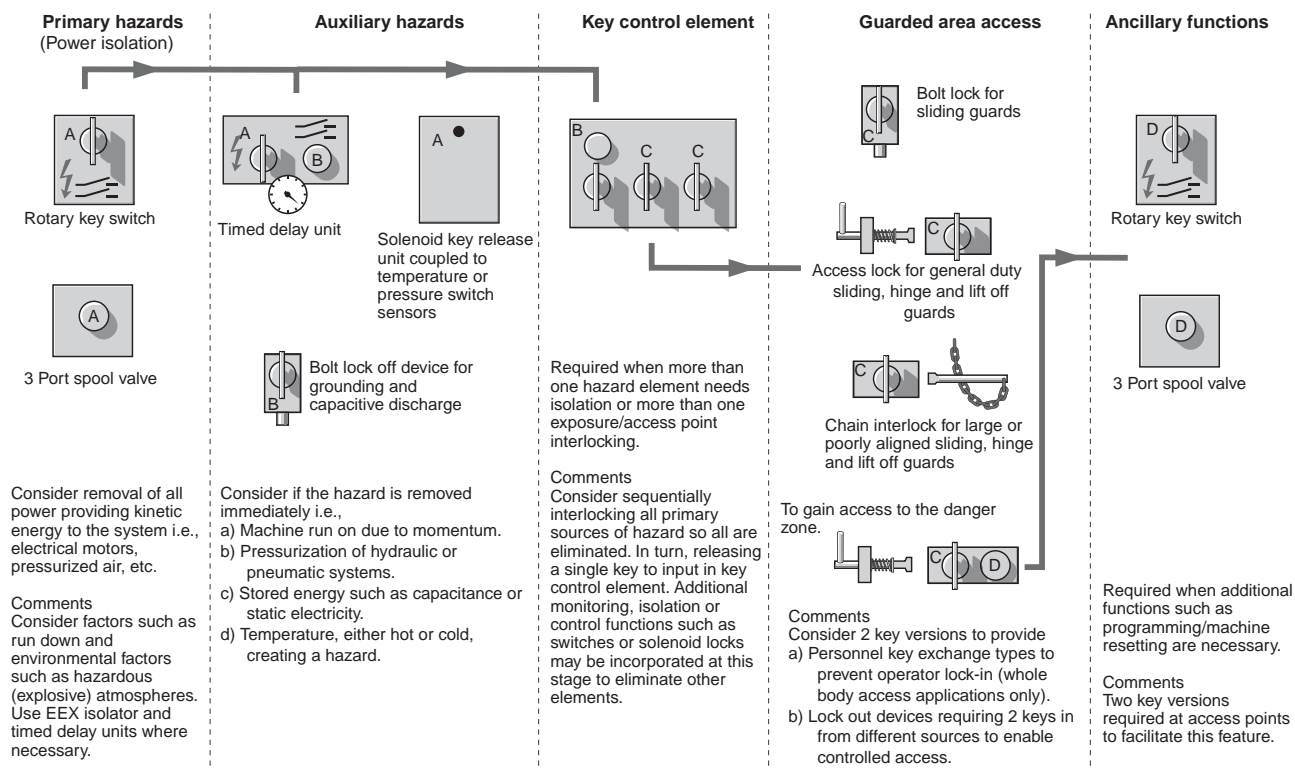 Primary hazards
(Power isolation)
A
Rotary key switch
A
3 Port spool valve
Consider removal of all
power providing kinetic
energy to the system i.e.,
electrical motors,
pressurized air, etc.
Comments
Consider factors such as
run down and
environmental factors
such as hazardous
(explosive) atmospheres.
Use EEX isolator and
timed delay units where
necessary.
Auxiliary hazards
A
B
Timed delay unit
A
Solenoid key release
unit coupled to
temperature or
pressure switch
sensors
B
Bolt lock off device for
grounding and
capacitive discharge
Consider if the hazard is removed
immediately i.e.,
a) Machine run on due to momentum.
b) Pressurization of hydraulic or
pneumatic systems.
c) Stored energy such as capacitance or
static electricity.
d) Temperature, either hot or cold,
creating a hazard.
Key control element
B
C C
Required when more than
one hazard element needs
isolation or more than one
exposure/access point
interlocking.
Comments
Consider sequentially
interlocking all primary
sources of hazard so all are
eliminated. In turn, releasing
a single key to input in key
control element. Additional
monitoring, isolation or
control functions such as
switches or solenoid locks
may be incorporated at this
stage to eliminate other
elements.
Guarded area access
C
Bolt lock for
sliding guards
C
Access lock for general duty
sliding, hinge and lift off
guards
C
Chain interlock for large or
poorly aligned sliding, hinge
and lift off guards
To gain access to the danger
zone.
C D
Comments
Consider 2 key versions to provide
a) Personnel key exchange types to
prevent operator lock-in (whole
body access applications only).
b) Lock out devices requiring 2 keys in
from different sources to enable
controlled access.
Ancillary functions
D
Rotary key switch
D
3 Port spool valve
Required when additional
functions such as
programming/machine
resetting are necessary.
Comments
Two key versions
required at access points
to facilitate this feature.